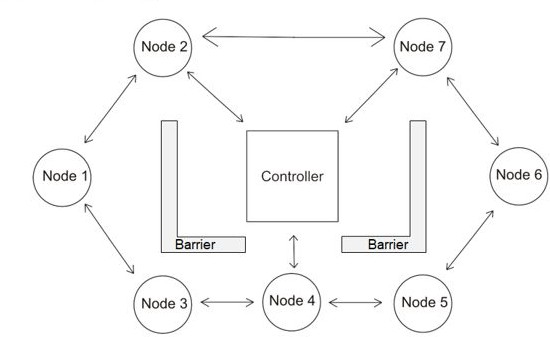 Node 2
Node 7
Node 1
Controller
Node 6
Barrier
Barrier
Node 3
Node 4
Node 5